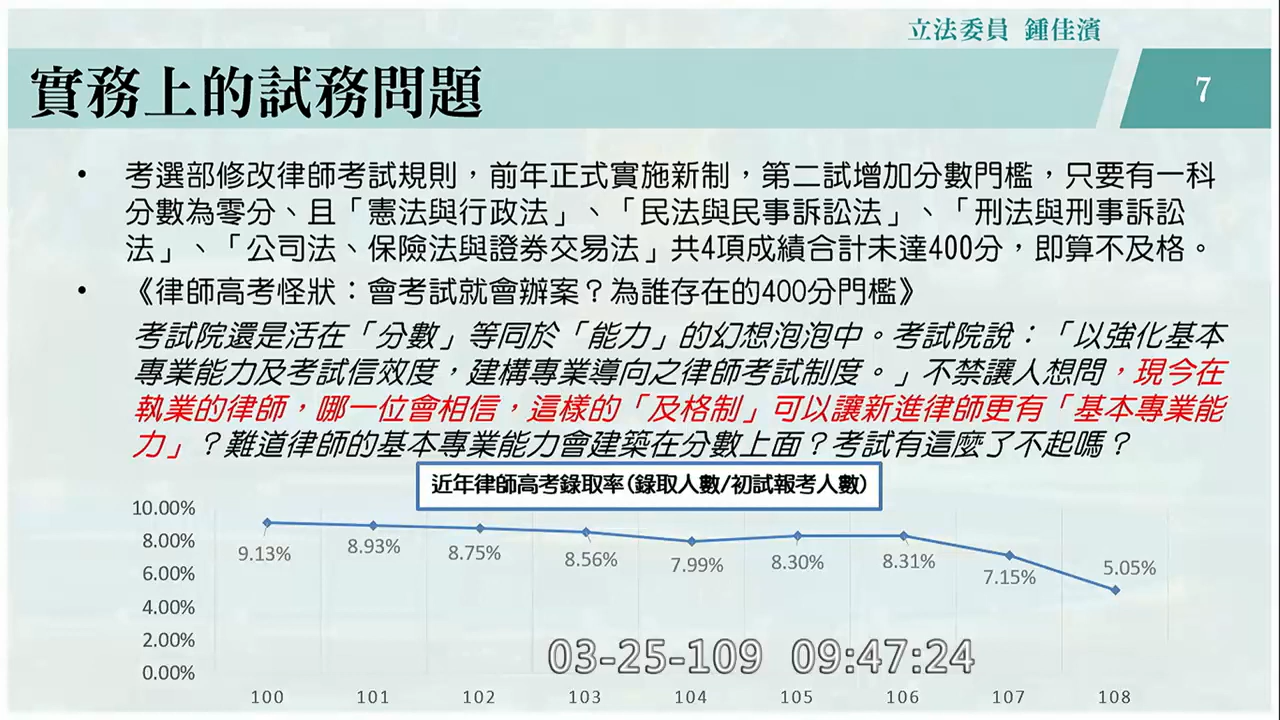 立法委員 鍾佳濱
實務上的試務問題
7
• 考選部修改律師考試規則，前年正式實施新制，第二試增加分數門檻，只要有一科
分數為零分、且「憲法與行政法」、「民法與民事訴訟法」、「刑法與刑事訴訟
法」、「公司法、保險法與證券交易法」共4項成績合計未達400分，即算不及格。
• 《律師高考怪狀：會考試就會辦案？為誰存在的400分門檻》
考試院還是活在「分數」等同於「能力」的幻想泡泡中。考試院說：「以強化基本
專業能力及考試信效度，建構專業導向之律師考試制度。」不禁讓人想問，現今在
執業的律師，哪一位會相信，這樣的「及格制」可以讓新進律師更有「基本專業能
力」？難道律師的基本專業能力會建築在分數上面？考試有這麼了不起嗎？
近年律師高考錄取率(錄取人數/初試報考人數)
10.00%
8.00%
6.00%
4.00%
2.00%
0.00%
9.13% 8.93% 8.75% 8.56% 7.99% 8.30% 8.31% 7.15% 5.05%
03-25-109 09:47:24
100 101 102 103 104 105 106 107 108